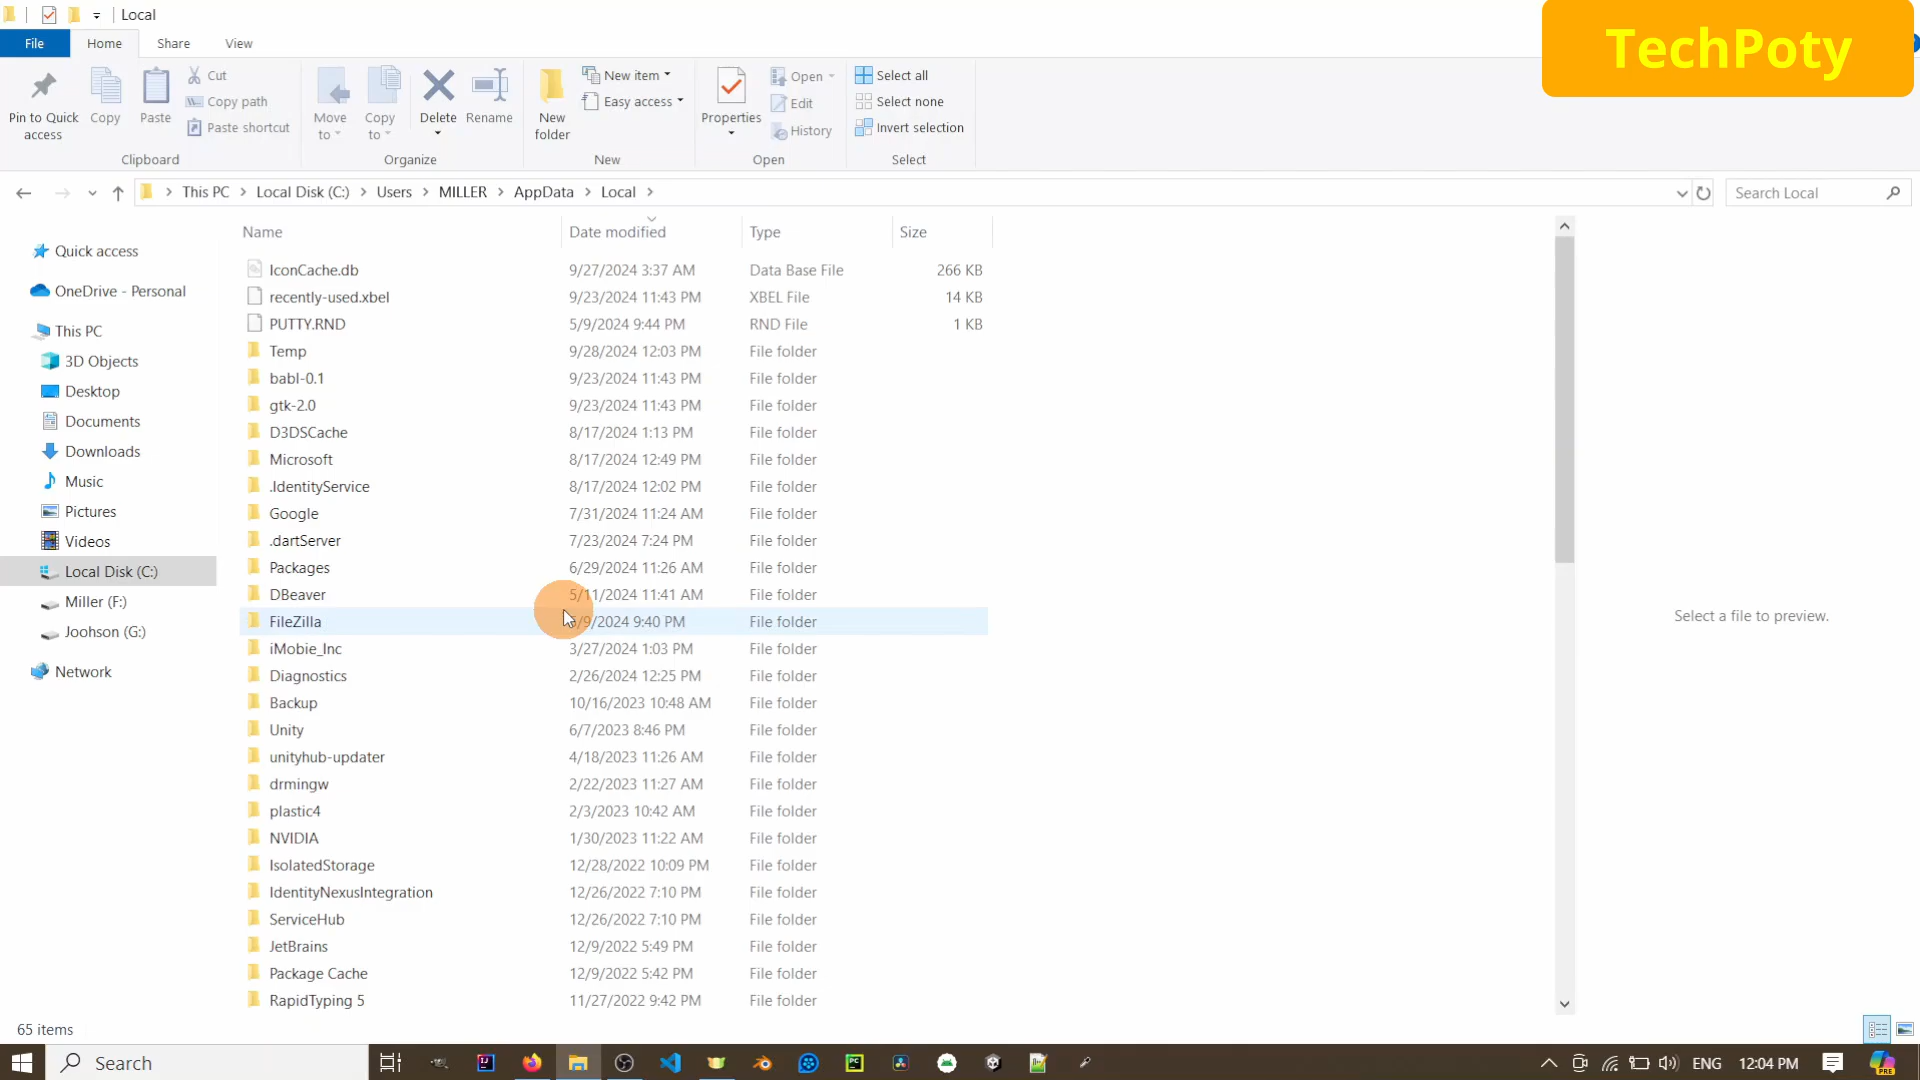 Local
TechPoty
File Home Share View
Pin to Quick access
Copy
Paste
Cut
Copy path
Paste shortcut
Clipboard
Move to
Copy to
Delete
Rename
Organize
New folder
New item
Easy access
New
Properties
Open
Edit
History
Open
Select all
Select none
Invert selection
Select
This PC Local Disk (C:) Users MILLER AppData Local
Search Local
Quick access
OneDrive - Personal
This PC
3D Objects
Desktop
Documents
Downloads
Music
Pictures
Videos
Local Disk (C:)
Miller (F:)
Joohson (G:)
Network
Name Date modified Type Size
IconCache.db 9/27/2024 3:37 AM Data Base File 266 KB
recently-used.xbel 9/23/2024 11:43 PM XBEL File 14 KB
PUTTY.RND 5/9/2024 9:44 PM RND File 1 KB
Temp 9/28/2024 12:03 PM File folder
babl-0.1 9/23/2024 11:43 PM File folder
gtk-2.0 9/23/2024 11:43 PM File folder
D3DSCache 8/17/2024 1:13 PM File folder
Microsoft 8/17/2024 12:49 PM File folder
.IdentityService 8/17/2024 12:02 PM File folder
Google 7/31/2024 11:24 AM File folder
.dartServer 7/23/2024 7:24 PM File folder
Packages 6/29/2024 11:26 AM File folder
DBeaver 5/11/2024 11:41 AM File folder
FileZilla /9/2024 9:40 PM File folder
iMobie_Inc 3/27/2024 1:03 PM File folder
Diagnostics 2/26/2024 12:25 PM File folder
Backup 10/16/2023 10:48 AM File folder
Unity 6/7/2023 8:46 PM File folder
unityhub-updater 4/18/2023 11:26 AM File folder
drmingw 2/22/2023 11:27 AM File folder
plastic4 2/3/2023 10:42 AM File folder
NVIDIA 1/30/2023 11:22 AM File folder
IsolatedStorage 12/28/2022 10:09 PM File folder
IdentityNexusIntegration 12/26/2022 7:10 PM File folder
ServiceHub 12/26/2022 7:10 PM File folder
JetBrains 12/9/2022 5:49 PM File folder
Package Cache 12/9/2022 5:42 PM File folder
RapidTyping 5 11/27/2022 9:42 PM File folder
Select a file to preview.
65 items
Search
ENG 12:04 PM